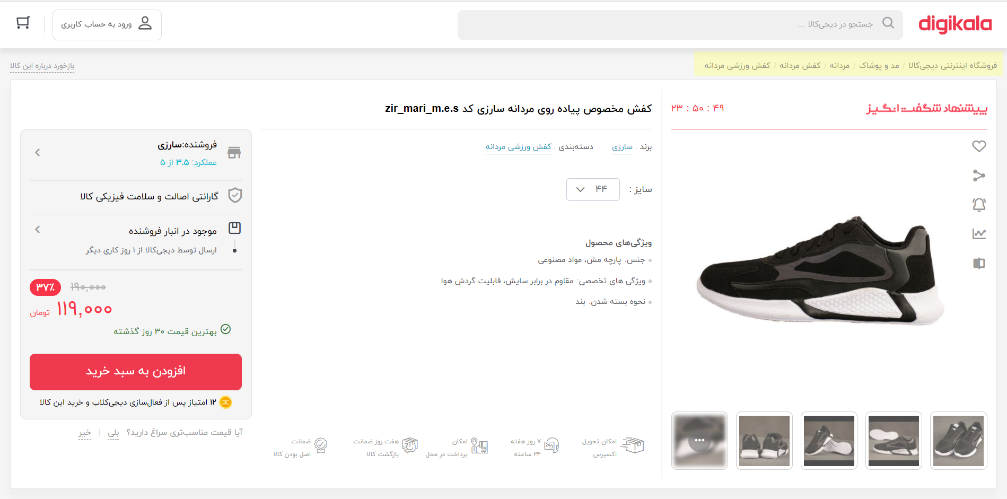 digikala
جستجو در دیجی‌کالا ...
ورود به حساب کاربری
فروشگاه اینترنتی دیجی‌کالا / مد و پوشاک / مردانه / کفش مردانه / کفش ورزشی مردانه
بازخورد درباره این کالا
پیشنهاد شگفت انگیز
۲۳ : ۵۰ : ۴۹
کفش مخصوص پیاده روی مردانه سارزی کد zir_mari_m.e.s
برند : سارزی
دسته‌بندی : کفش ورزشی مردانه
سایز : ۴۴
ویژگی‌های محصول
جنس: پارچه مش، مواد مصنوعی
ویژگی های تخصصی: مقاوم در برابر سایش، قابلیت گردش هوا
نحوه بسته شدن: بند
فروشنده:سارزی
عملکرد: ۳.۵ از ۵
گارانتی اصالت و سلامت فیزیکی کالا
موجود در انبار فروشنده
ارسال توسط دیجی‌کالا از ۱ روز کاری دیگر
۱۹۰,۰۰۰ ۳۷٪
۱۱۹,۰۰۰ تومان
بهترین قیمت ۳۰ روز گذشته
افزودن به سبد خرید
۱۲ امتیاز پس از فعال‌سازی دیجی‌کلاب و خرید این کالا
آیا قیمت مناسب‌تری سراغ دارید؟ بلی | خیر
امکان تحویل
اکسپرس
۷ روز هفته
۲۴ ساعته
امکان
پرداخت در محل
هفت روز ضمانت
بازگشت کالا
ضمانت
اصل بودن کالا